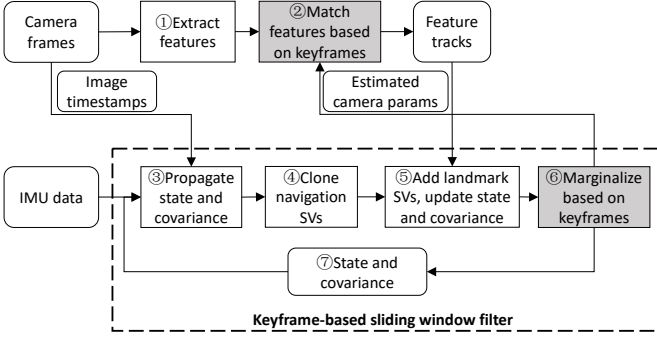 Camera
frames
①Extract
features
②Match
features based
on keyframes
Feature
tracks
Image
timestamps
Estimated
camera params
IMU data
③Propagate
state and
covariance
④Clone
navigation
SVs
⑤Add landmark
SVs, update state
and covariance
⑥Marginalize
based on
keyframes
⑦State and
covariance
Keyframe-based sliding window filter